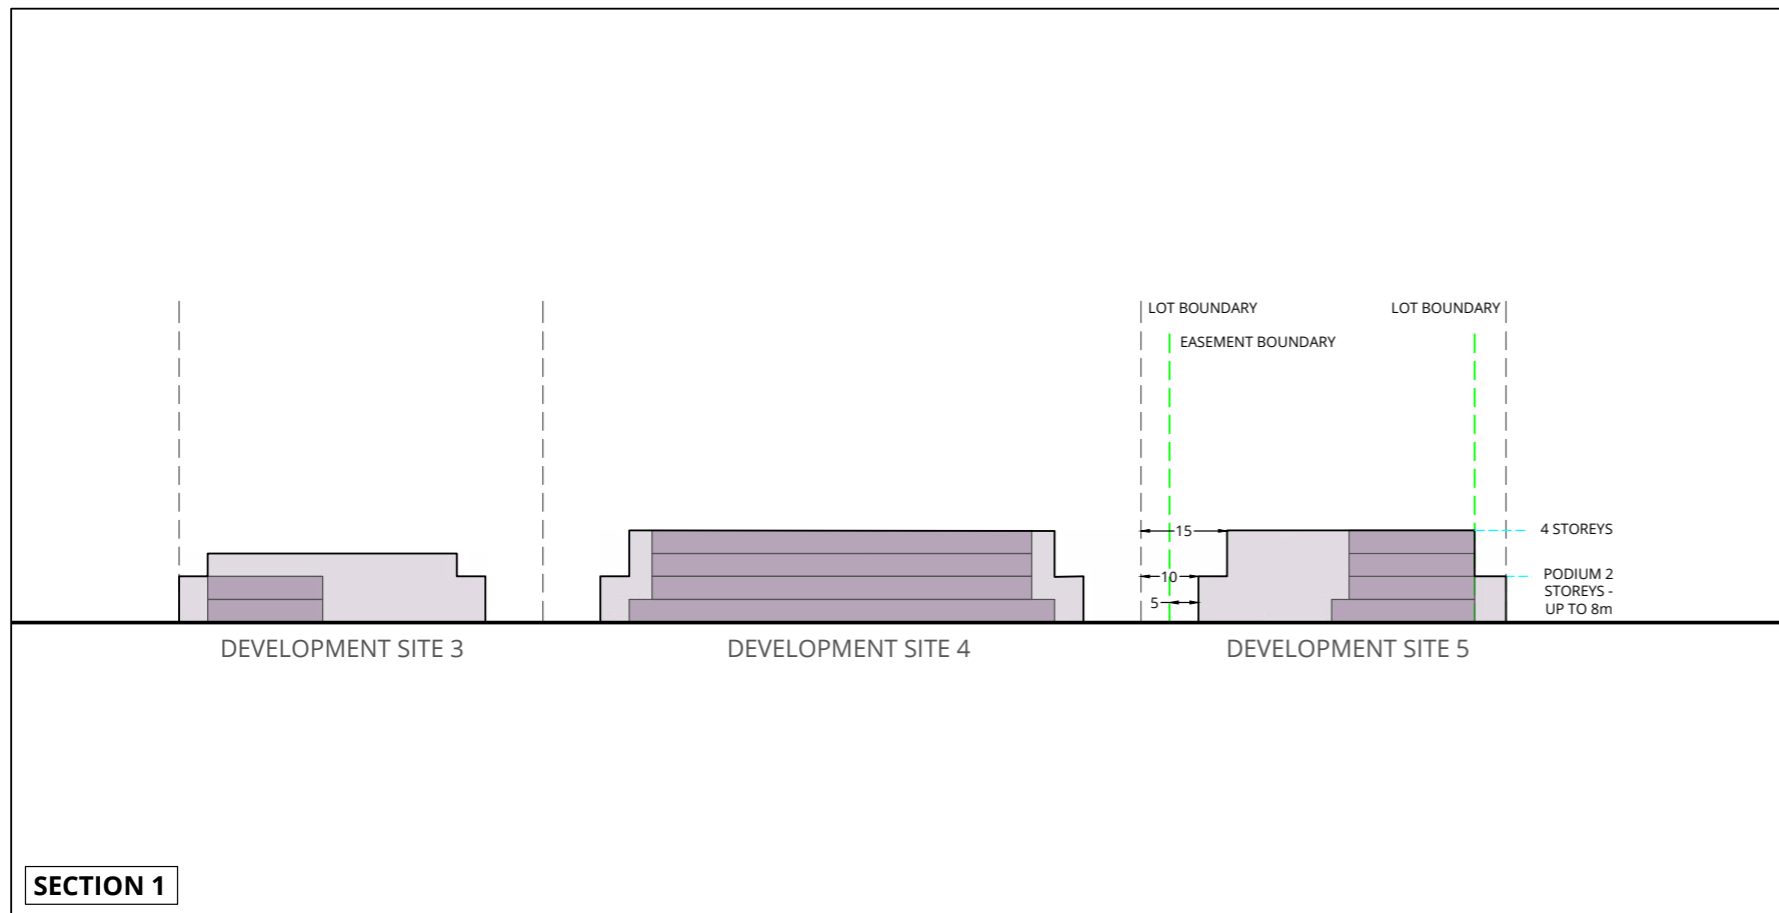 LOT BOUNDARY
LOT BOUNDARY
EASEMENT BOUNDARY
15
4 STOREYS
10
PODIUM 2
STOREYS -
UP TO 8m
5
DEVELOPMENT SITE 3
DEVELOPMENT SITE 4
DEVELOPMENT SITE 5
SECTION 1